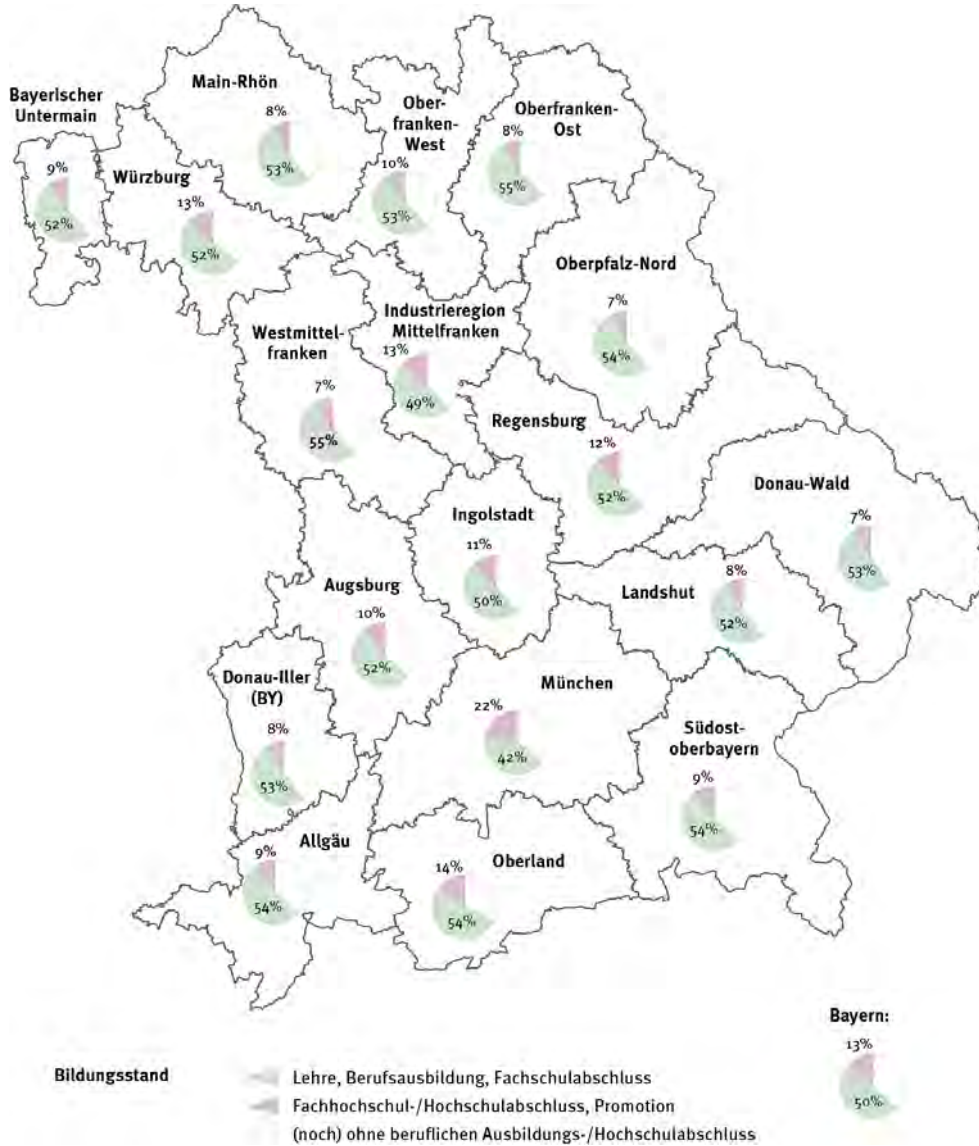 Main-Rhön
8%
53%
Ober-
franken-
West
10%
53%
Oberfranken-
Ost
8%
55%
Bayerischer
Untermain
9%
52%
Würzburg
13%
52%
Oberpfalz-Nord
7%
54%
Westmittel-
franken
7%
55%
Industrieregion
Mittelfranken
13%
49%
Regensburg
12%
52%
Donau-Wald
7%
53%
Ingolstadt
11%
50%
Landshut
8%
52%
Augsburg
10%
52%
Donau-Iller
(BY)
8%
53%
München
22%
42%
Südost-
oberbayern
9%
54%
Allgäu
9%
54%
Oberland
14%
54%
Bayern:
13%
50%
Bildungsstand
Lehre, Berufsausbildung, Fachschulabschluss
Fachhochschul-/Hochschulabschluss, Promotion
(noch) ohne beruflichen Ausbildungs-/Hochschulabschluss